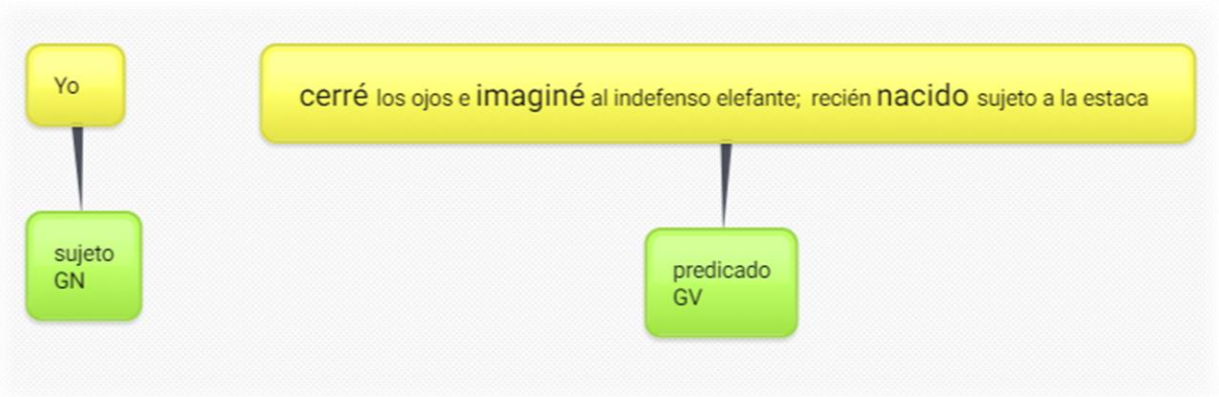 Yo
cerré los ojos e imaginé al indefenso elefante; recién nacido sujeto a la estaca
sujeto
GN
predicado
GV